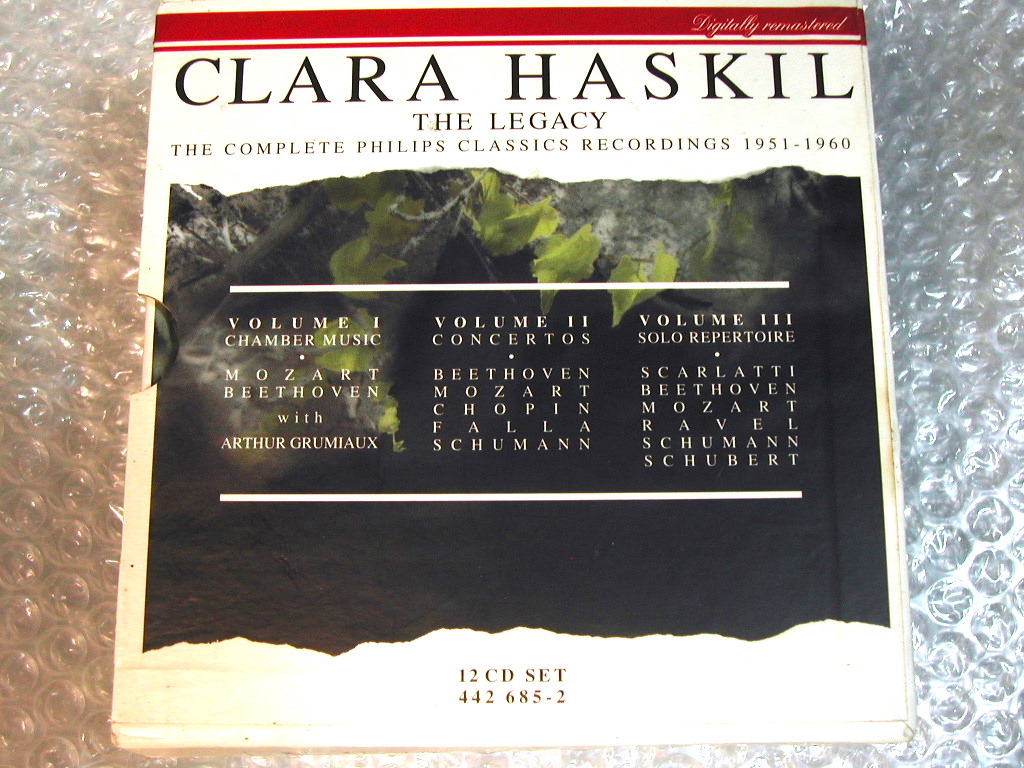 Digitally remastered
CLARA HASKIL
THE LEGACY
THE COMPLETE PHILIPS CLASSICS RECORDINGS 1951-1960
VOLUME I
CHAMBER MUSIC
•
MOZART
BEETHOVEN
with
ARTHUR GRUMIAUX
VOLUME II
CONCERTOS
•
BEETHOVEN
MOZART
CHOPIN
FALLA
SCHUMANN
VOLUME III
SOLO REPERTOIRE
•
SCARLATTI
BEETHOVEN
MOZART
RAVEL
SCHUMANN
SCHUBERT
12 CD SET
442 685-2